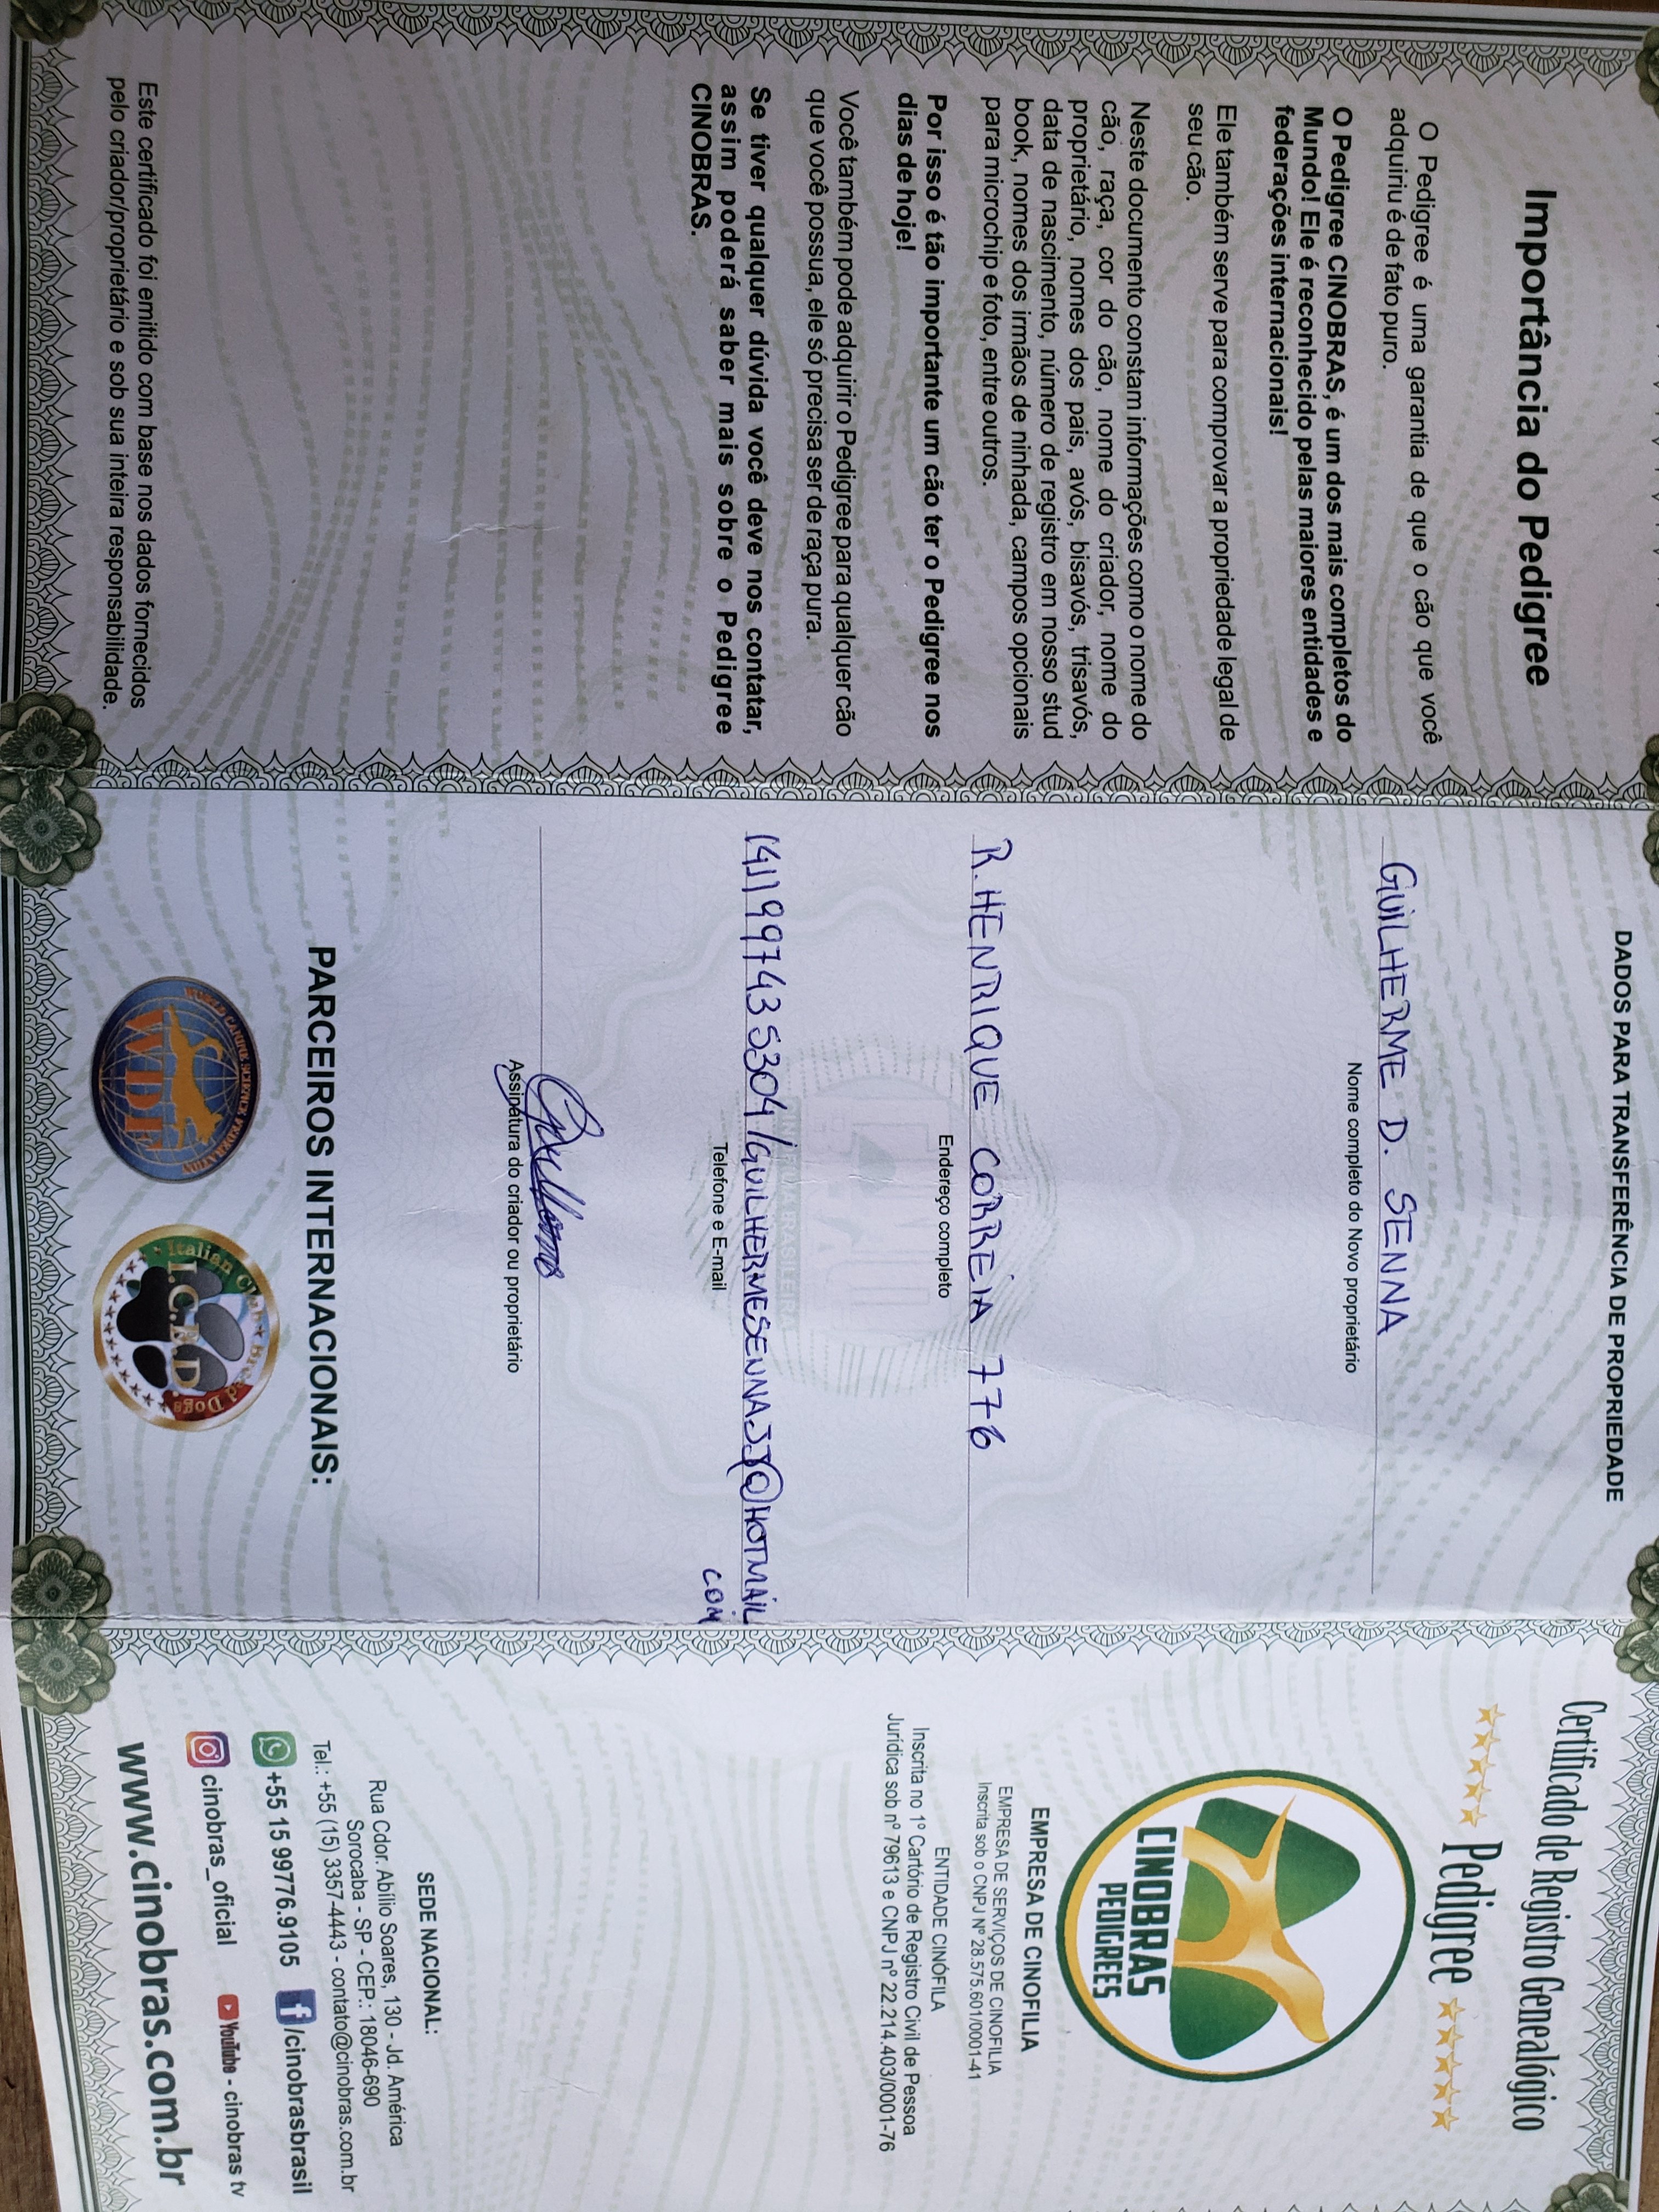 Importância do Pedigree
O Pedigree é uma garantia de que o cão que você
adquiriu é de fato puro.
O Pedigree CINOBRAS, é um dos mais completos do
Mundo! Ele é reconhecido pelas maiores entidades e
federações internacionais!
Ele também serve para comprovar a propriedade legal de
seu cão.
Neste documento constam informações como o nome do
cão, raça, cor do cão, nome do criador, nome do
proprietário, nomes dos pais, avós, bisavós, trisavós,
data de nascimento, número de registro em nosso stud
book, nomes dos irmãos de ninhada, campos opcionais
para microchip e foto, entre outros.
Por isso é tão importante um cão ter o Pedigree nos
dias de hoje!
Você também pode adquirir o Pedigree para qualquer cão
que você possua, ele só precisa ser de raça pura.
Se tiver qualquer dúvida você deve nos contatar,
assim poderá saber mais sobre o Pedigree
CINOBRAS.
Este certificado foi emitido com base nos dados fornecidos
pelo criador/proprietário e sob sua inteira responsabilidade.
DADOS PARA TRANSFERÊNCIA DE PROPRIEDADE
GUILHERME D. SENNA
Nome completo do Novo proprietário
R. HENRIQUE CORREIA 776
Endereço completo
(41) 997435304 / GUILHERMESENNAJJ@HOTMAIL
COM
Telefone e E-mail
Assinatura do criador ou proprietário
PARCEIROS INTERNACIONAIS:
WORLD CANINE SCIENCE FEDERATION
WDF
Italian Club Breed Dogs
I.C.B.D.
Certificado de Registro Genealógico
Pedigree
CINOBRAS
PEDIGREES
EMPRESA DE CINOFILIA
EMPRESA DE SERVIÇOS DE CINOFILIA
Inscrita sob o CNPJ Nº 28.575.601/0001-41
ENTIDADE CINÓFILA
Inscrita no 1º Cartório de Registro Civil de Pessoa
Jurídica sob nº 79613 e CNPJ nº 22.214.403/0001-76
SEDE NACIONAL:
Rua Cdor. Abílio Soares, 130 - Jd. América
Sorocaba - SP - CEP.: 18046-690
Tel.: +55 (15) 3357-4443 - contato@cinobras.com.br
+55 15 99776.9105 f /cinobrasbrasil
cinobras_oficial YouTube - cinobras tv
www.cinobras.com.br